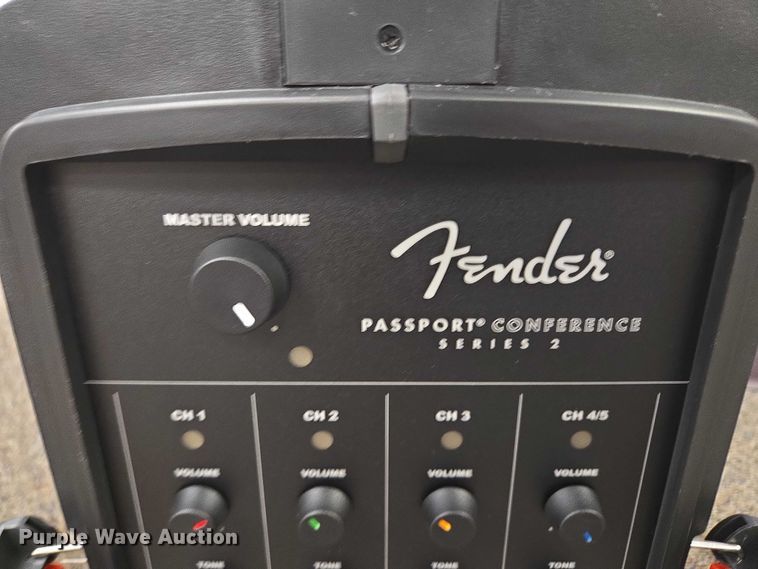 MASTER VOLUME
Fender®
PASSPORT® CONFERENCE
SERIES 2
CH 1 CH 2 CH 3 CH 4/5
VOLUME VOLUME VOLUME VOLUME
TONE TONE TONE TONE
Purple Wave Auction